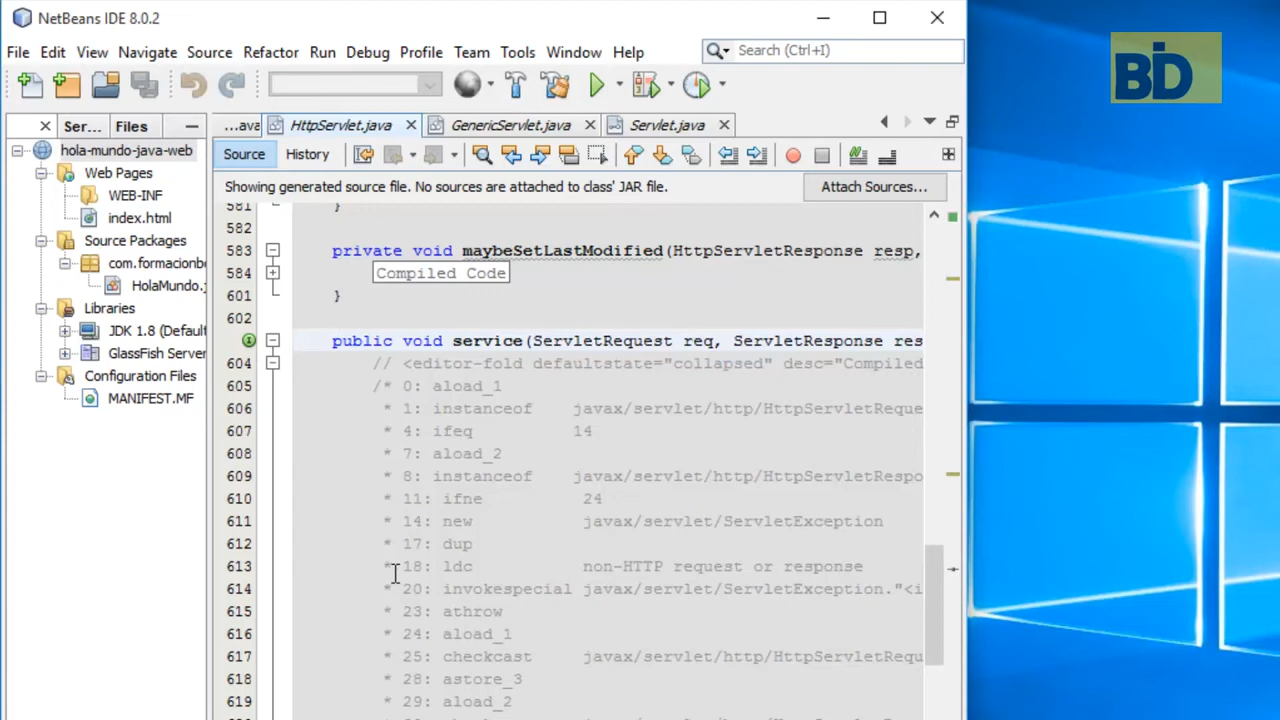 NetBeans IDE 8.0.2
File Edit View Navigate Source Refactor Run Debug Profile Team Tools Window Help
Search (Ctrl+I)
BiD
Ser... Files
...ava HttpServlet.java GenericServlet.java Servlet.java
hola-mundo-java-web
Web Pages
WEB-INF
index.html
Source Packages
com.formacionb
HolaMundo.j
Libraries
JDK 1.8 (Defau
GlassFish Serve
Configuration Files
MANIFEST.MF
Source History
Showing generated source file. No sources are attached to class' JAR file. Attach Sources...
581 }
582
583 private void maybeSetLastModified(HttpServletResponse resp,
584 Compiled Code
601 }
602
public void service(ServletRequest req, ServletResponse res
604 // <editor-fold defaultstate="collapsed" desc="Compiled
605 /* 0: aload_1
606 * 1: instanceof javax/servlet/http/HttpServletReque
607 * 4: ifeq 14
608 * 7: aload_2
609 * 8: instanceof javax/servlet/http/HttpServletRespo
610 * 11: ifne 24
611 * 14: new javax/servlet/ServletException
612 * 17: dup
613 * 18: ldc non-HTTP request or response
614 * 20: invokespecial javax/servlet/ServletException."<i
615 * 23: athrow
616 * 24: aload_1
617 * 25: checkcast javax/servlet/http/HttpServletRequ
618 * 28: astore_3
619 * 29: aload_2